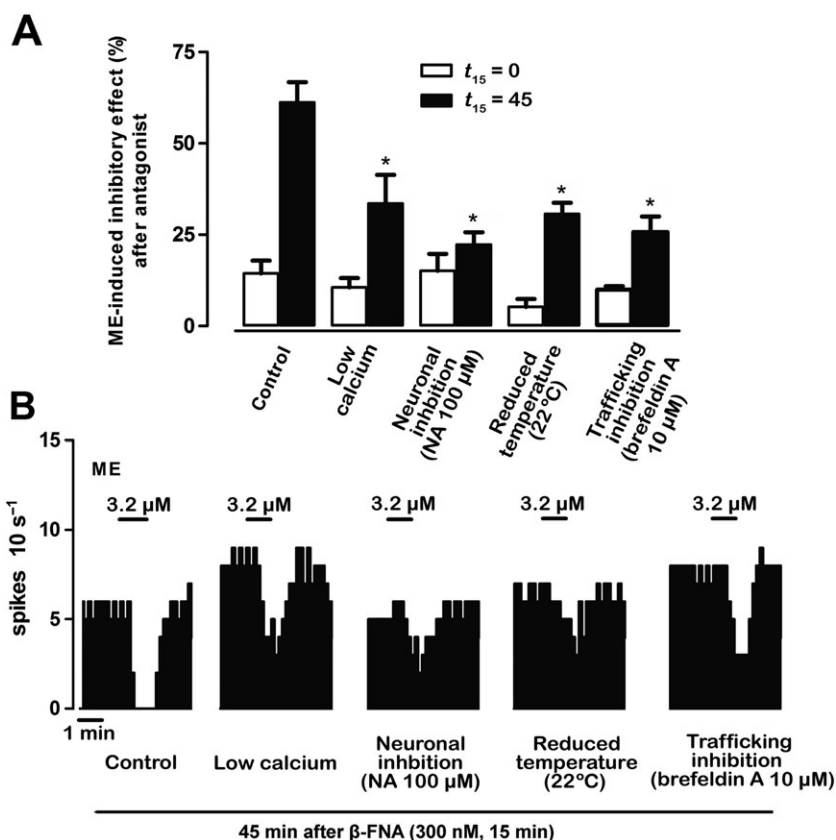 A
ME-induced inhibitory effect (%)
after antagonist
75
50
25
0
t15 = 0
t15 = 45
*
*
*
*
Control
Low
calcium
Neuronal
inhbition
(NA 100 µM)
Reduced
temperature
(22°C)
Trafficking
inhibition
(brefeldin A
10 µM)
B
spikes 10 s⁻¹
15
10
5
0
ME
3.2 µM
3.2 µM
3.2 µM
3.2 µM
3.2 µM
1 min
Control
Low calcium
Neuronal
inhbition
(NA 100 µM)
Reduced
temperature
(22°C)
Trafficking
inhibition
(brefeldin A 10 µM)
45 min after β-FNA (300 nM, 15 min)